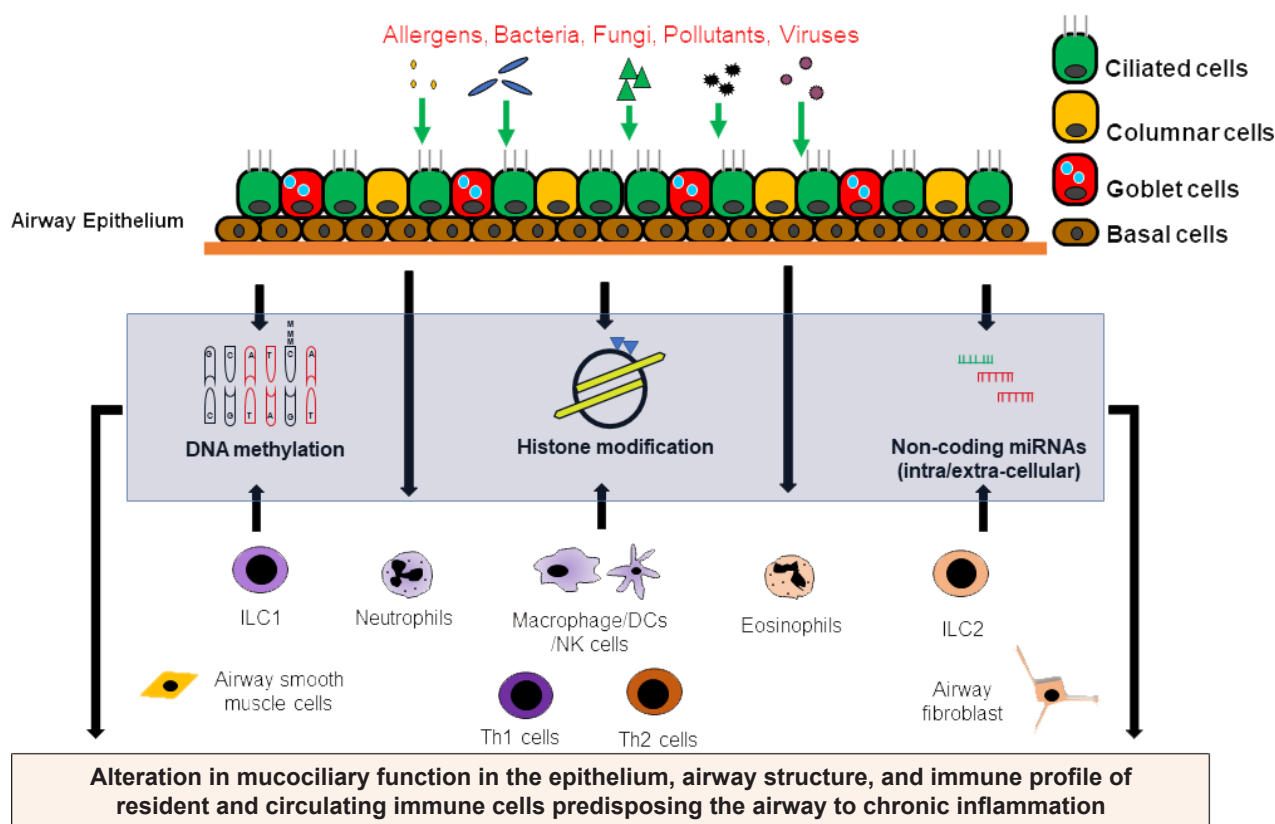 Allergens, Bacteria, Fungi, Pollutants, Viruses
Ciliated cells
Columnar cells
Goblet cells
Basal cells
Airway Epithelium
M
M
M
G C A T C A
C G T A G T
DNA methylation
Histone modification
Non-coding miRNAs
(intra/extra-cellular)
ILC1
Neutrophils
Macrophage/DCs
/NK cells
Eosinophils
ILC2
Airway smooth
muscle cells
Th1 cells
Th2 cells
Airway
fibroblast
Alteration in mucociliary function in the epithelium, airway structure, and immune profile of
resident and circulating immune cells predisposing the airway to chronic inflammation